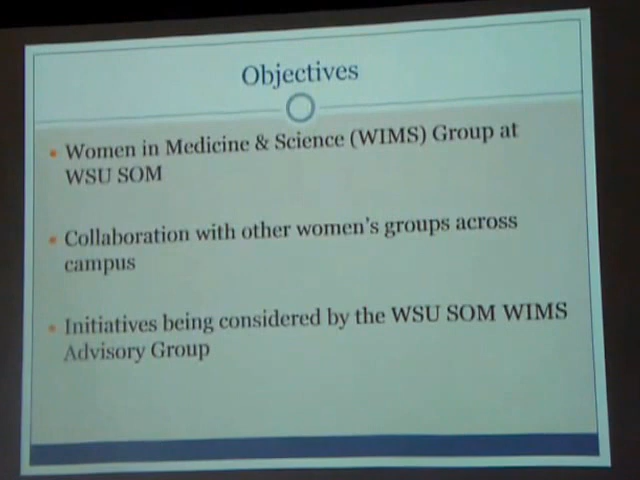 Objectives
Women in Medicine & Science (WIMS) Group at
WSU SOM
Collaboration with other women's groups across
campus
Initiatives being considered by the WSU SOM WIMS
Advisory Group